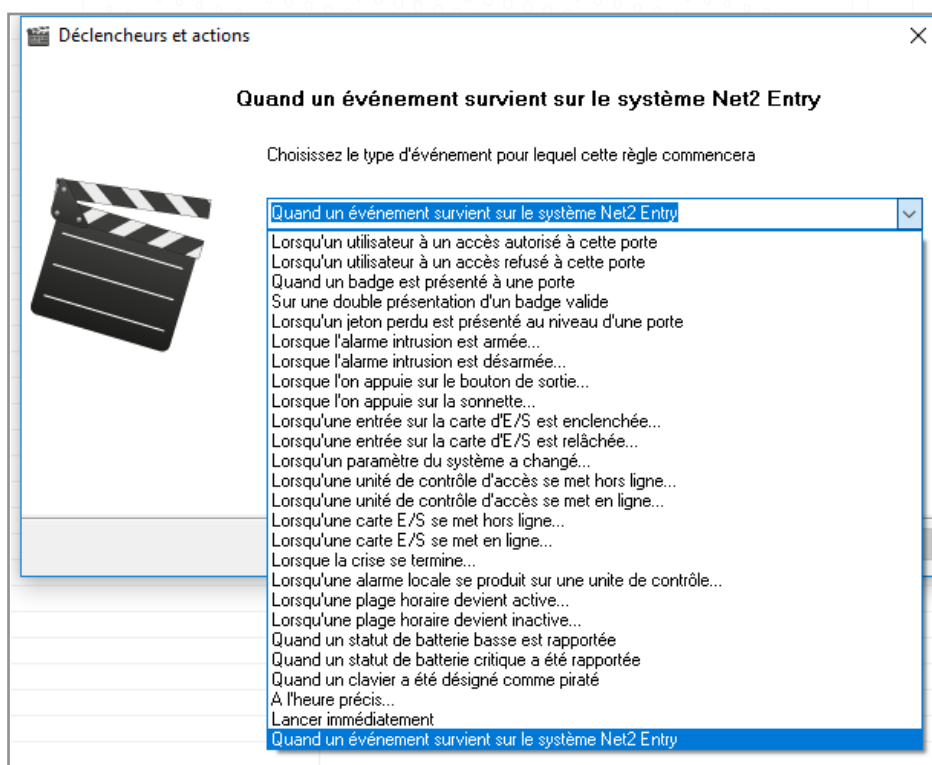 Déclencheurs et actions
Quand un événement survient sur le système Net2 Entry
Choisissez le type d'événement pour lequel cette règle commencera
Quand un événement survient sur le système Net2 Entry
Lorsqu'un utilisateur à un accès autorisé à cette porte
Lorsqu'un utilisateur à un accès refusé à cette porte
Quand un badge est présenté à une porte
Sur une double présentation d'un badge valide
Lorsqu'un jeton perdu est présenté au niveau d'une porte
Lorsque l'alarme intrusion est armée...
Lorsque l'alarme intrusion est désarmée...
Lorsque l'on appuie sur le bouton de sortie...
Lorsque l'on appuie sur la sonnette...
Lorsqu'une entrée sur la carte d'E/S est enclenchée...
Lorsqu'une entrée sur la carte d'E/S est relâchée...
Lorsqu'un paramètre du système a changé...
Lorsqu'une unité de contrôle d'accès se met hors ligne...
Lorsqu'une unité de contrôle d'accès se met en ligne...
Lorsqu'une carte E/S se met hors ligne...
Lorsqu'une carte E/S se met en ligne...
Lorsque la crise se termine...
Lorsqu'une alarme locale se produit sur une unite de contrôle...
Lorsqu'une plage horaire devient active...
Lorsqu'une plage horaire devient inactive...
Quand un statut de batterie basse est rapportée
Quand un statut de batterie critique a été rapportée
Quand un clavier a été désigné comme piraté
A l'heure précis...
Lancer immédiatement
Quand un événement survient sur le système Net2 Entry